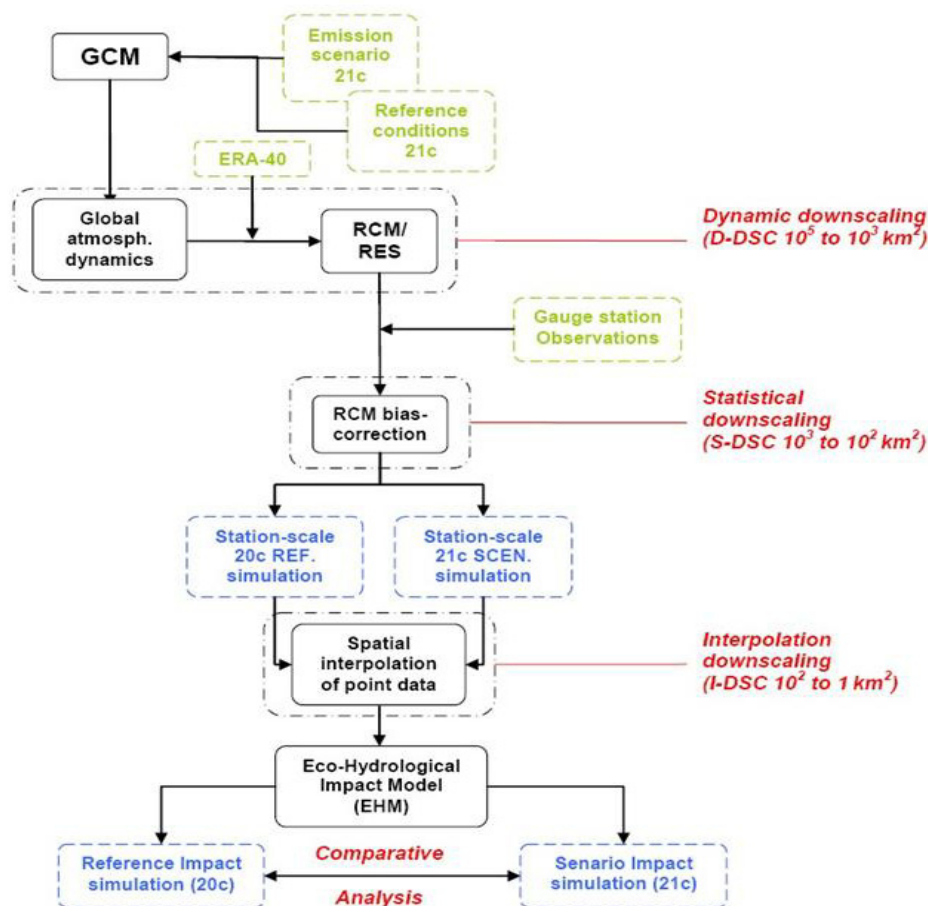 GCM
Emission
scenario
21c
Reference
conditions
21c
ERA-40
Global
atmosph.
dynamics
RCM/
RES
Dynamic downscaling
(D-DSC 10⁵ to 10³ km²)
Gauge station
Observations
RCM bias-
correction
Statistical
downscaling
(S-DSC 10³ to 10² km²)
Station-scale
20c REF.
simulation
Station-scale
21c SCEN.
simulation
Spatial
interpolation
of point data
Interpolation
downscaling
(I-DSC 10² to 1 km²)
Eco-Hydrological
Impact Model
(EHM)
Reference Impact
simulation (20c)
Comparative
Analysis
Senario Impact
simulation (21c)